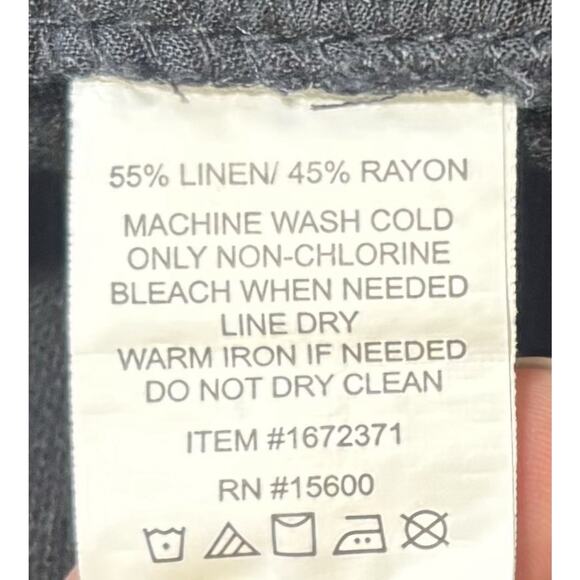 55% LINEN/ 45% RAYON
MACHINE WASH COLD
ONLY NON-CHLORINE
BLEACH WHEN NEEDED
LINE DRY
WARM IRON IF NEEDED
DO NOT DRY CLEAN
ITEM #1672371
RN #15600